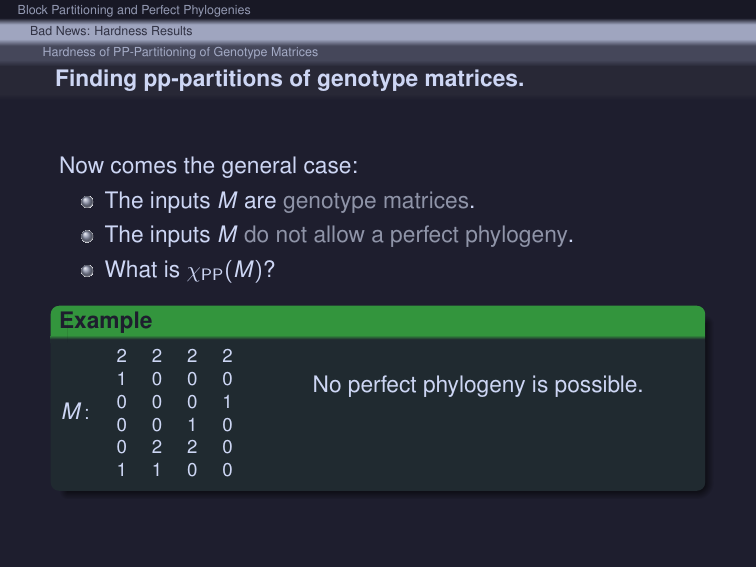 Block Partitioning and Perfect Phylogenies
Bad News: Hardness Results
Hardness of PP-Partitioning of Genotype Matrices
Finding pp-partitions of genotype matrices.
Now comes the general case:
The inputs M are genotype matrices.
The inputs M do not allow a perfect phylogeny.
What is χPP(M)?
Example
M:
2 2 2 2
1 0 0 0
0 0 0 1
0 0 1 0
0 2 2 0
1 1 0 0
No perfect phylogeny is possible.